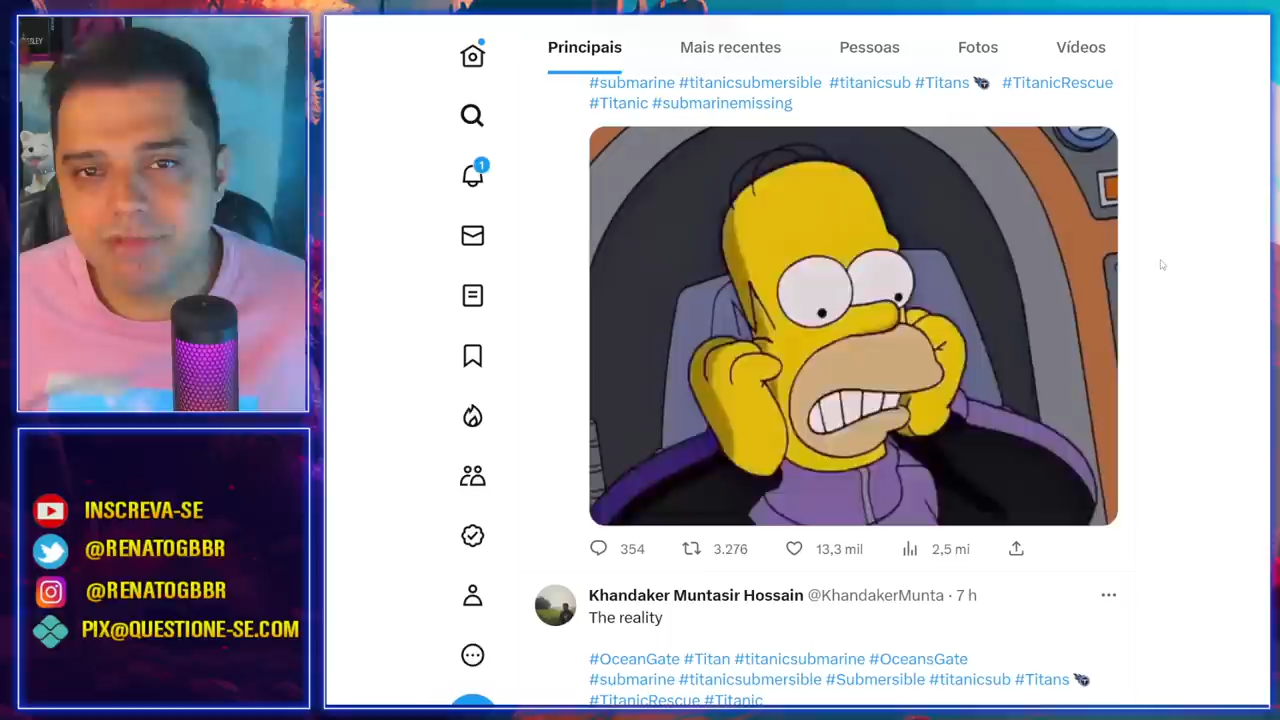 INSCREVA-SE
@RENATOGBBR
@RENATOGBBR
PIX@QUESTIONE-SE.COM
1
Principais Mais recentes Pessoas Fotos Vídeos
#submarine #titanicsubmersible #titanicsub #Titans #TitanicRescue
#Titanic #submarinemissing
354 3.276 13,3 mil 2,5 mi
Khandaker Muntasir Hossain @KhandakerMunta · 7 h
The reality
#OceanGate #Titan #titanicsubmarine #OceansGate
#submarine #titanicsubmersible #Submersible #titanicsub #Titans
#TitanicRescue #Titanic